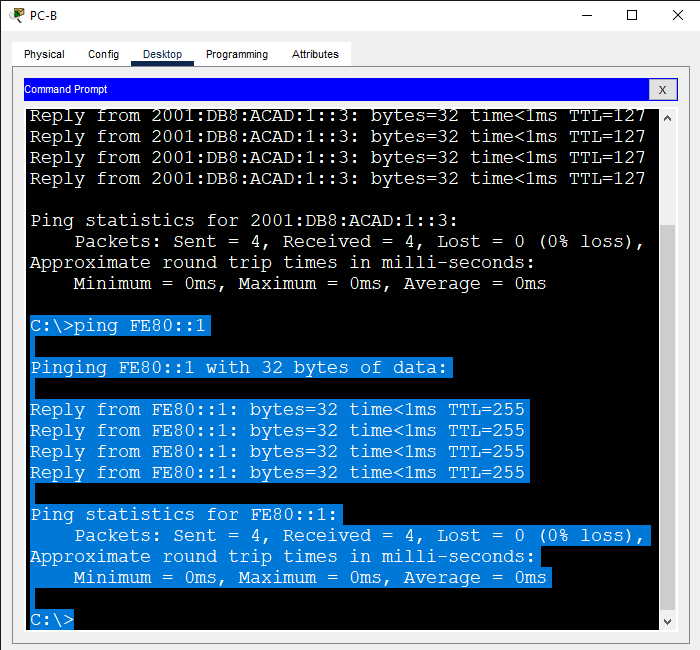 PC-B
Physical Config Desktop Programming Attributes
Command Prompt X
Reply from 2001:DB8:ACAD:1::3: bytes=32 time<1ms TTL=127
Reply from 2001:DB8:ACAD:1::3: bytes=32 time<1ms TTL=127
Reply from 2001:DB8:ACAD:1::3: bytes=32 time<1ms TTL=127
Reply from 2001:DB8:ACAD:1::3: bytes=32 time<1ms TTL=127
Ping statistics for 2001:DB8:ACAD:1::3:
Packets: Sent = 4, Received = 4, Lost = 0 (0% loss),
Approximate round trip times in milli-seconds:
Minimum = 0ms, Maximum = 0ms, Average = 0ms
C:\>ping FE80::1
Pinging FE80::1 with 32 bytes of data:
Reply from FE80::1: bytes=32 time<1ms TTL=255
Reply from FE80::1: bytes=32 time<1ms TTL=255
Reply from FE80::1: bytes=32 time<1ms TTL=255
Reply from FE80::1: bytes=32 time<1ms TTL=255
Ping statistics for FE80::1:
Packets: Sent = 4, Received = 4, Lost = 0 (0% loss),
Approximate round trip times in milli-seconds:
Minimum = 0ms, Maximum = 0ms, Average = 0ms
C:\>